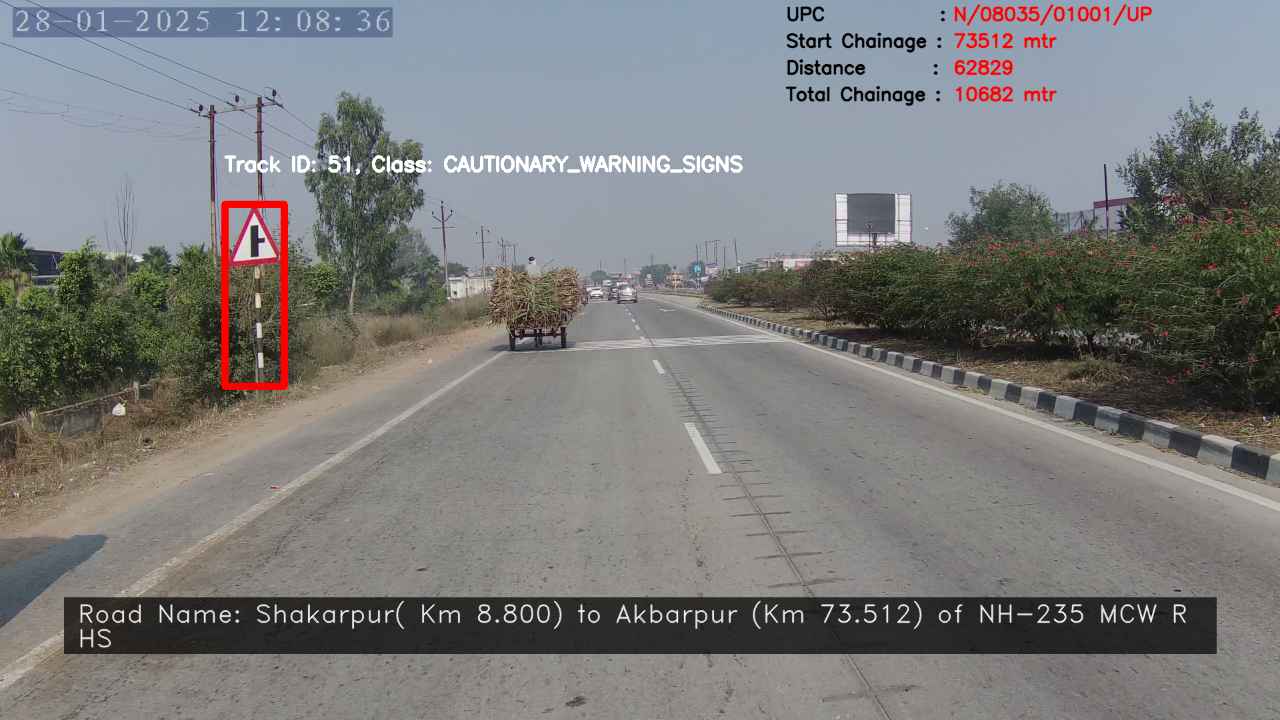 28-01-2025 12:08:36
UPC : N/08035/01001/UP
Start Chainage : 73512 mtr
Distance : 62829
Total Chainage : 10682 mtr
Track ID: 51, Class: CAUTIONARY_WARNING_SIGNS
Road Name: Shakarpur( Km 8.800) to Akbarpur (Km 73.512) of NH-235 MCW R
HS